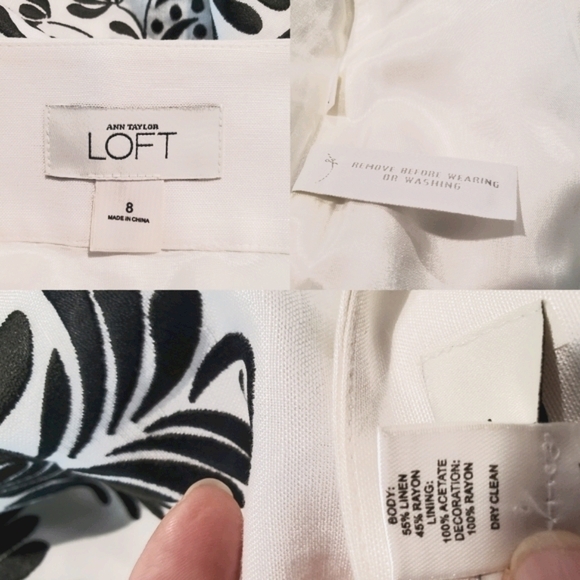 ANN TAYLOR
LOFT
8
MADE IN CHINA
REMOVE BEFORE WEARING
OR WASHING
BODY:
55% LINEN
45% RAYON
LINING:
100% ACETATE
DECORATION:
100% RAYON
DRY CLEAN